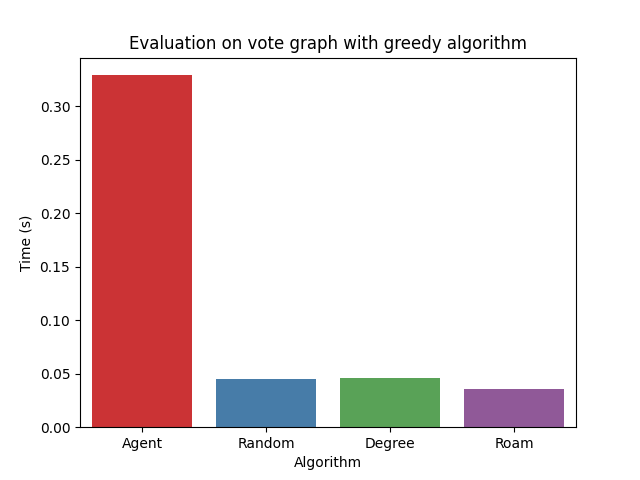 Evaluation on vote graph with greedy algorithm
0.30
0.25
0.20
0.15
0.10
0.05
0.00
Time (s)
Agent Random Degree Roam
Algorithm